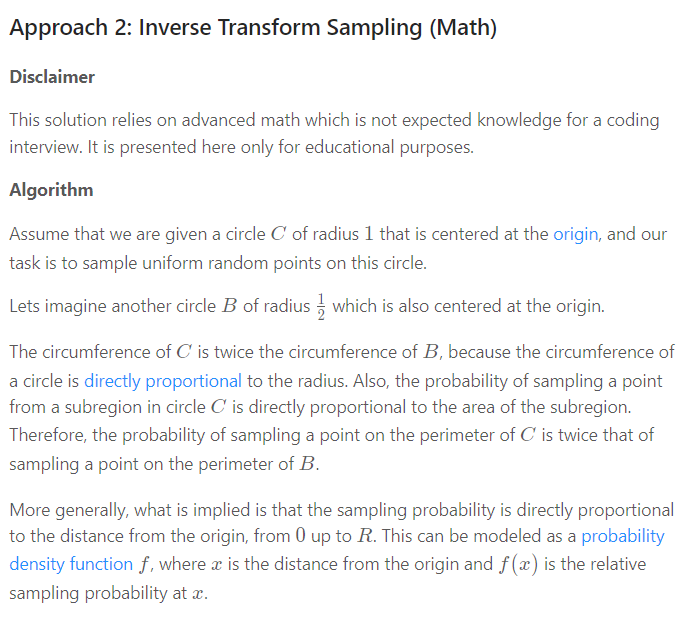 Approach 2: Inverse Transform Sampling (Math)
Disclaimer
This solution relies on advanced math which is not expected knowledge for a coding
interview. It is presented here only for educational purposes.
Algorithm
Assume that we are given a circle C of radius 1 that is centered at the origin, and our
task is to sample uniform random points on this circle.
Lets imagine another circle B of radius 1/2 which is also centered at the origin.
The circumference of C is twice the circumference of B, because the circumference of
a circle is directly proportional to the radius. Also, the probability of sampling a point
from a subregion in circle C is directly proportional to the area of the subregion.
Therefore, the probability of sampling a point on the perimeter of C is twice that of
sampling a point on the perimeter of B.
More generally, what is implied is that the sampling probability is directly proportional
to the distance from the origin, from 0 up to R. This can be modeled as a probability
density function f, where x is the distance from the origin and f(x) is the relative
sampling probability at x.